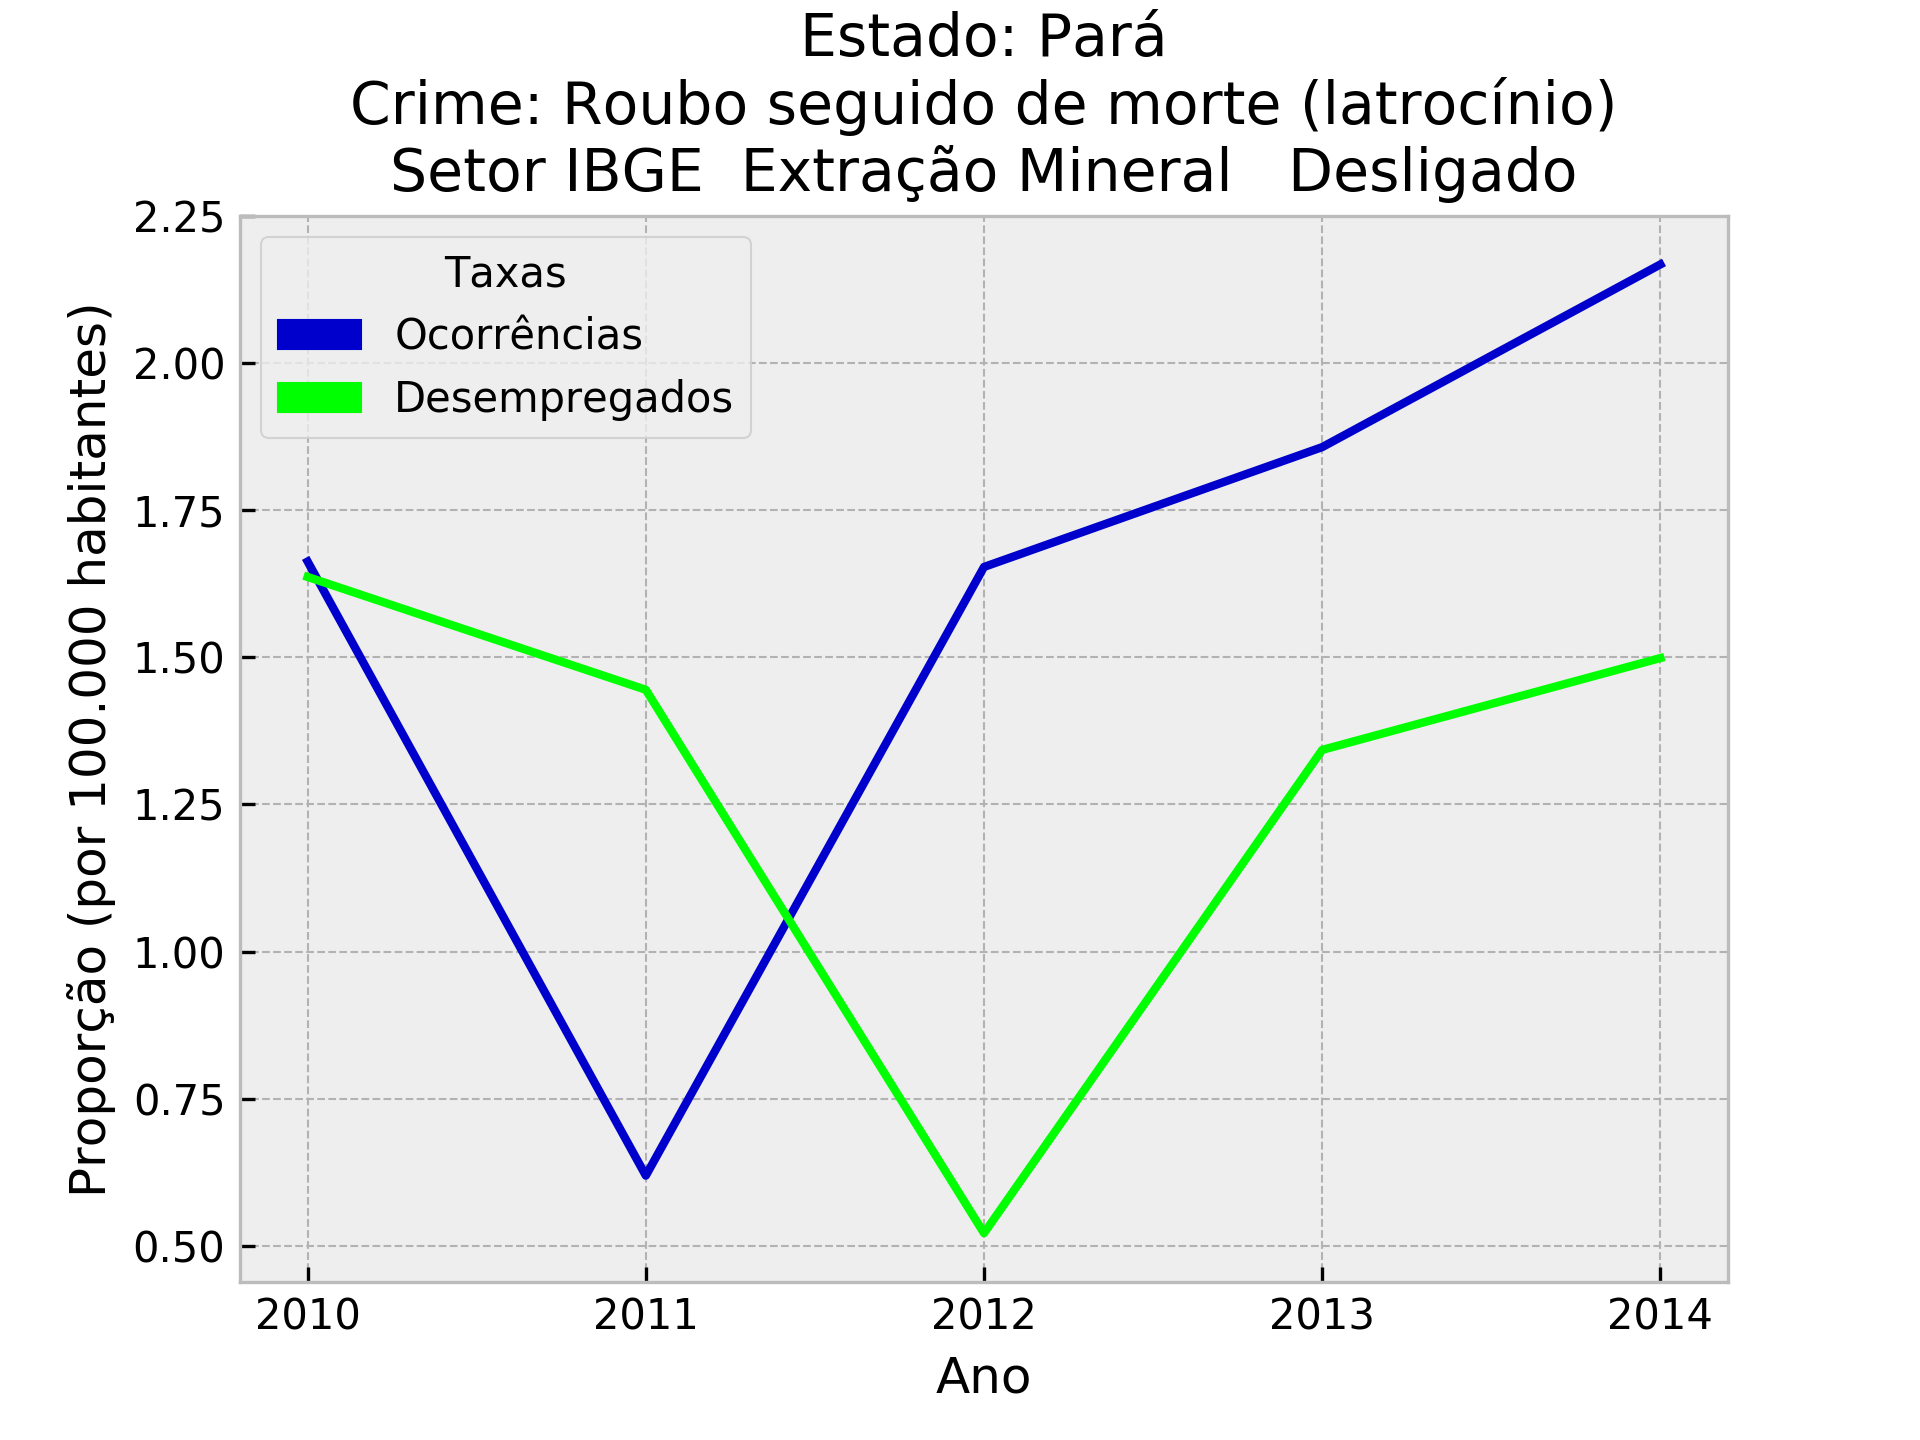 Estado: Pará
Crime: Roubo seguido de morte (latrocínio)
Setor IBGE  Extração Mineral   Desligado
Proporção (por 100.000 habitantes)
2.25
2.00
1.75
1.50
1.25
1.00
0.75
0.50
Taxas
Ocorrências
Desempregados
2010 2011 2012 2013 2014
Ano